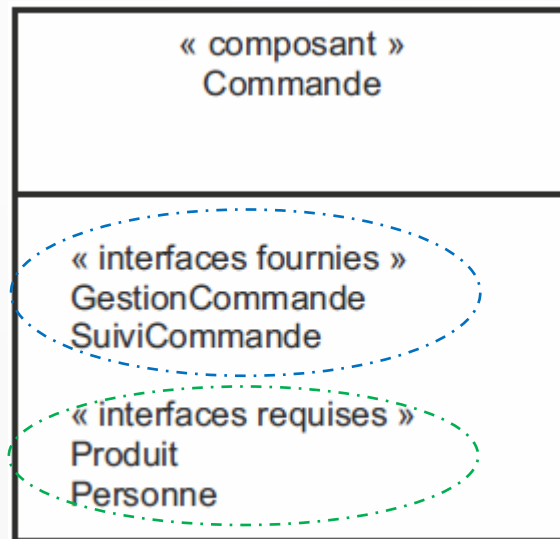 « composant »
Commande
« interfaces fournies »
GestionCommande
SuiviCommande
« interfaces requises »
Produit
Personne